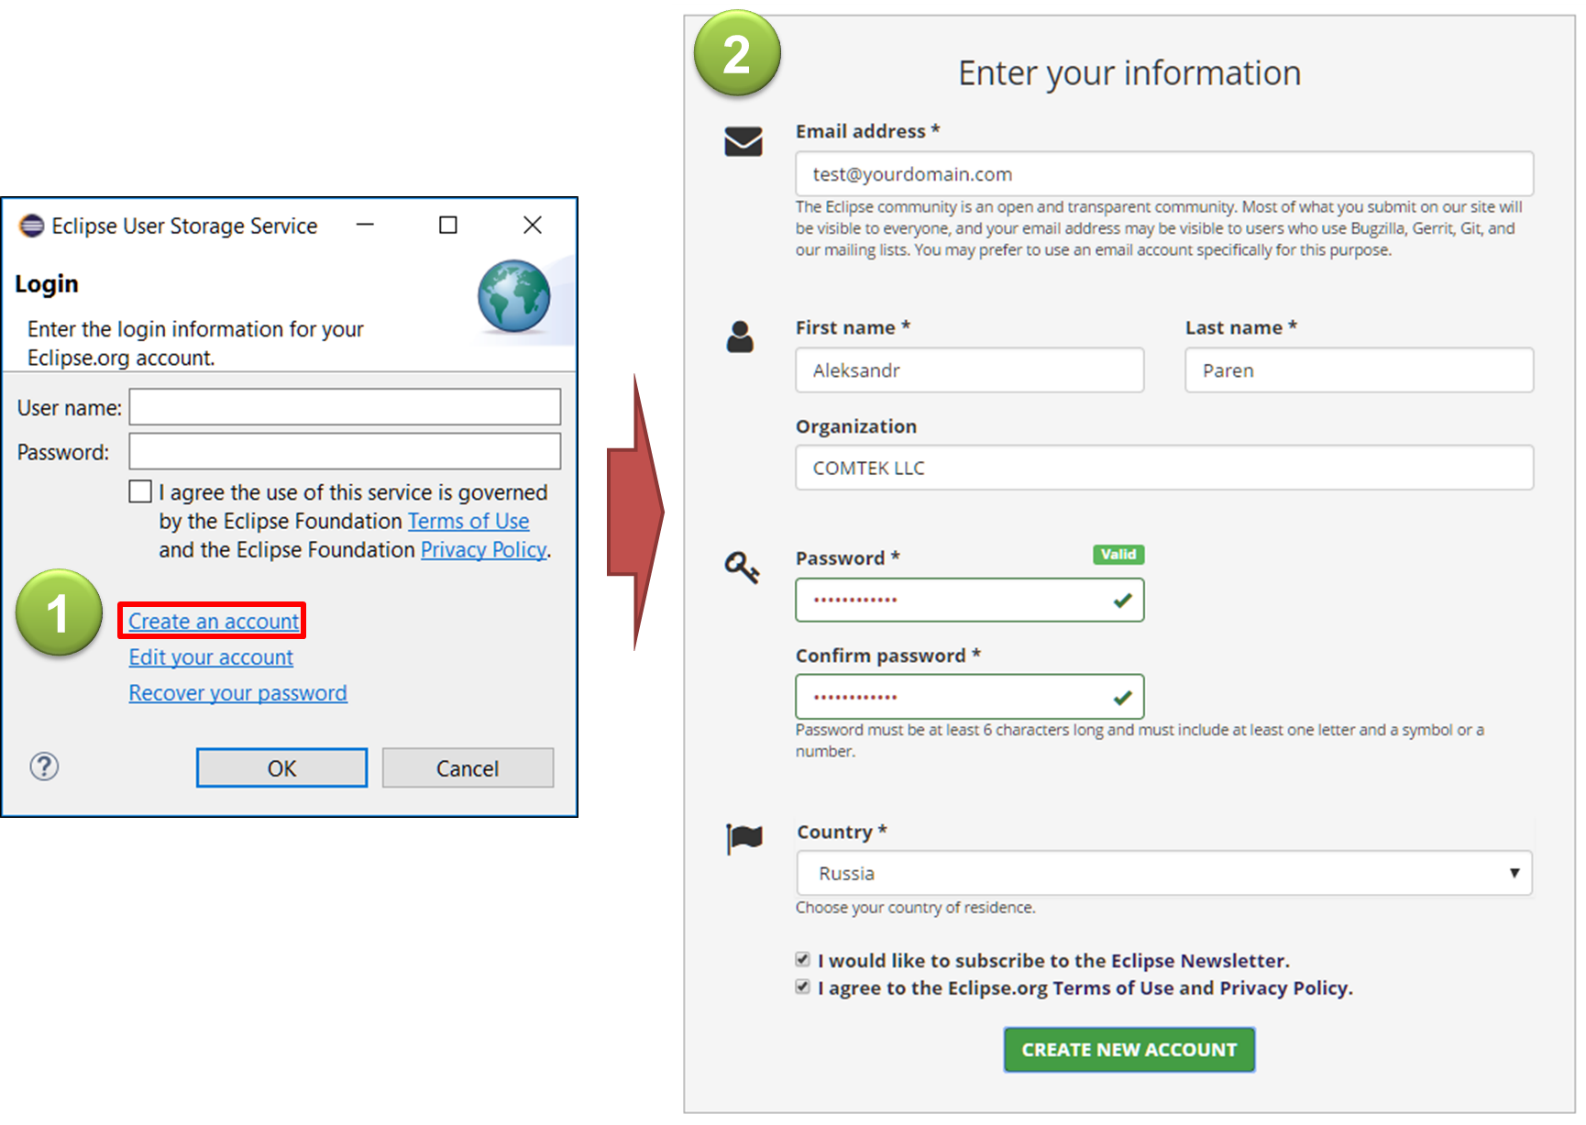 Eclipse User Storage Service
Login
Enter the login information for your
Eclipse.org account.
User name:
Password:
I agree the use of this service is governed
by the Eclipse Foundation Terms of Use
and the Eclipse Foundation Privacy Policy.
1
Create an account
Edit your account
Recover your password
?
OK
Cancel
2
Enter your information
Email address *
test@yourdomain.com
The Eclipse community is an open and transparent community. Most of what you submit on our site will
be visible to everyone, and your email address may be visible to users who use Bugzilla, Gerrit, Git, and
our mailing lists. You may prefer to use an email account specifically for this purpose.
First name *
Last name *
Aleksandr
Paren
Organization
COMTEK LLC
Password *
Valid
••••••••••••
Confirm password *
••••••••••••
Password must be at least 6 characters long and must include at least one letter and a symbol or a
number.
Country *
Russia
Choose your country of residence.
I would like to subscribe to the Eclipse Newsletter.
I agree to the Eclipse.org Terms of Use and Privacy Policy.
CREATE NEW ACCOUNT